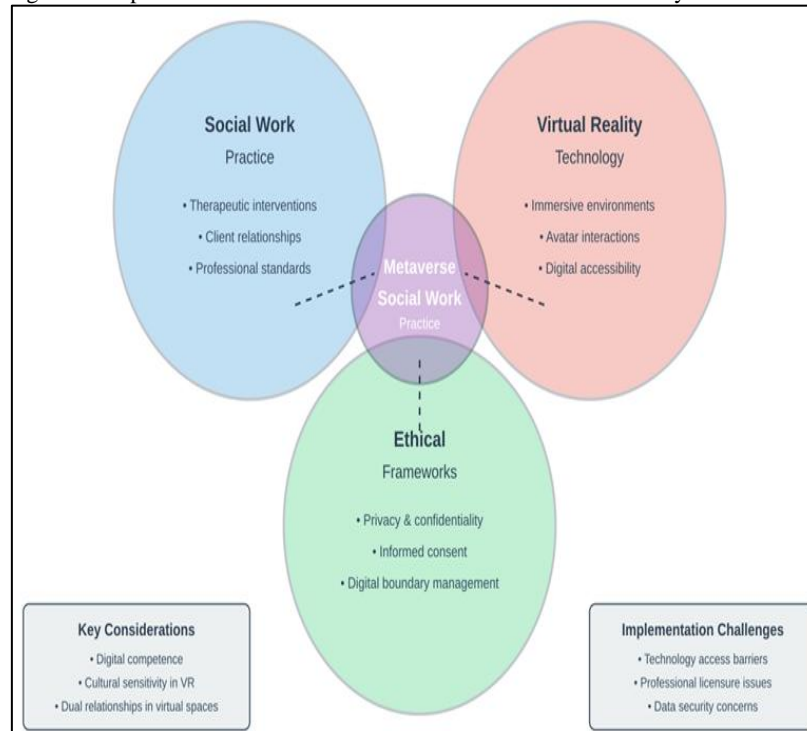 Social Work
Practice
• Therapeutic interventions
• Client relationships
• Professional standards
Virtual Reality
Technology
• Immersive environments
• Avatar interactions
• Digital accessibility
Metaverse
Social Work
Practice
Ethical
Frameworks
• Privacy & confidentiality
• Informed consent
• Digital boundary management
Key Considerations
• Digital competence
• Cultural sensitivity in VR
• Dual relationships in virtual spaces
Implementation Challenges
• Technology access barriers
• Professional licensure issues
• Data security concerns